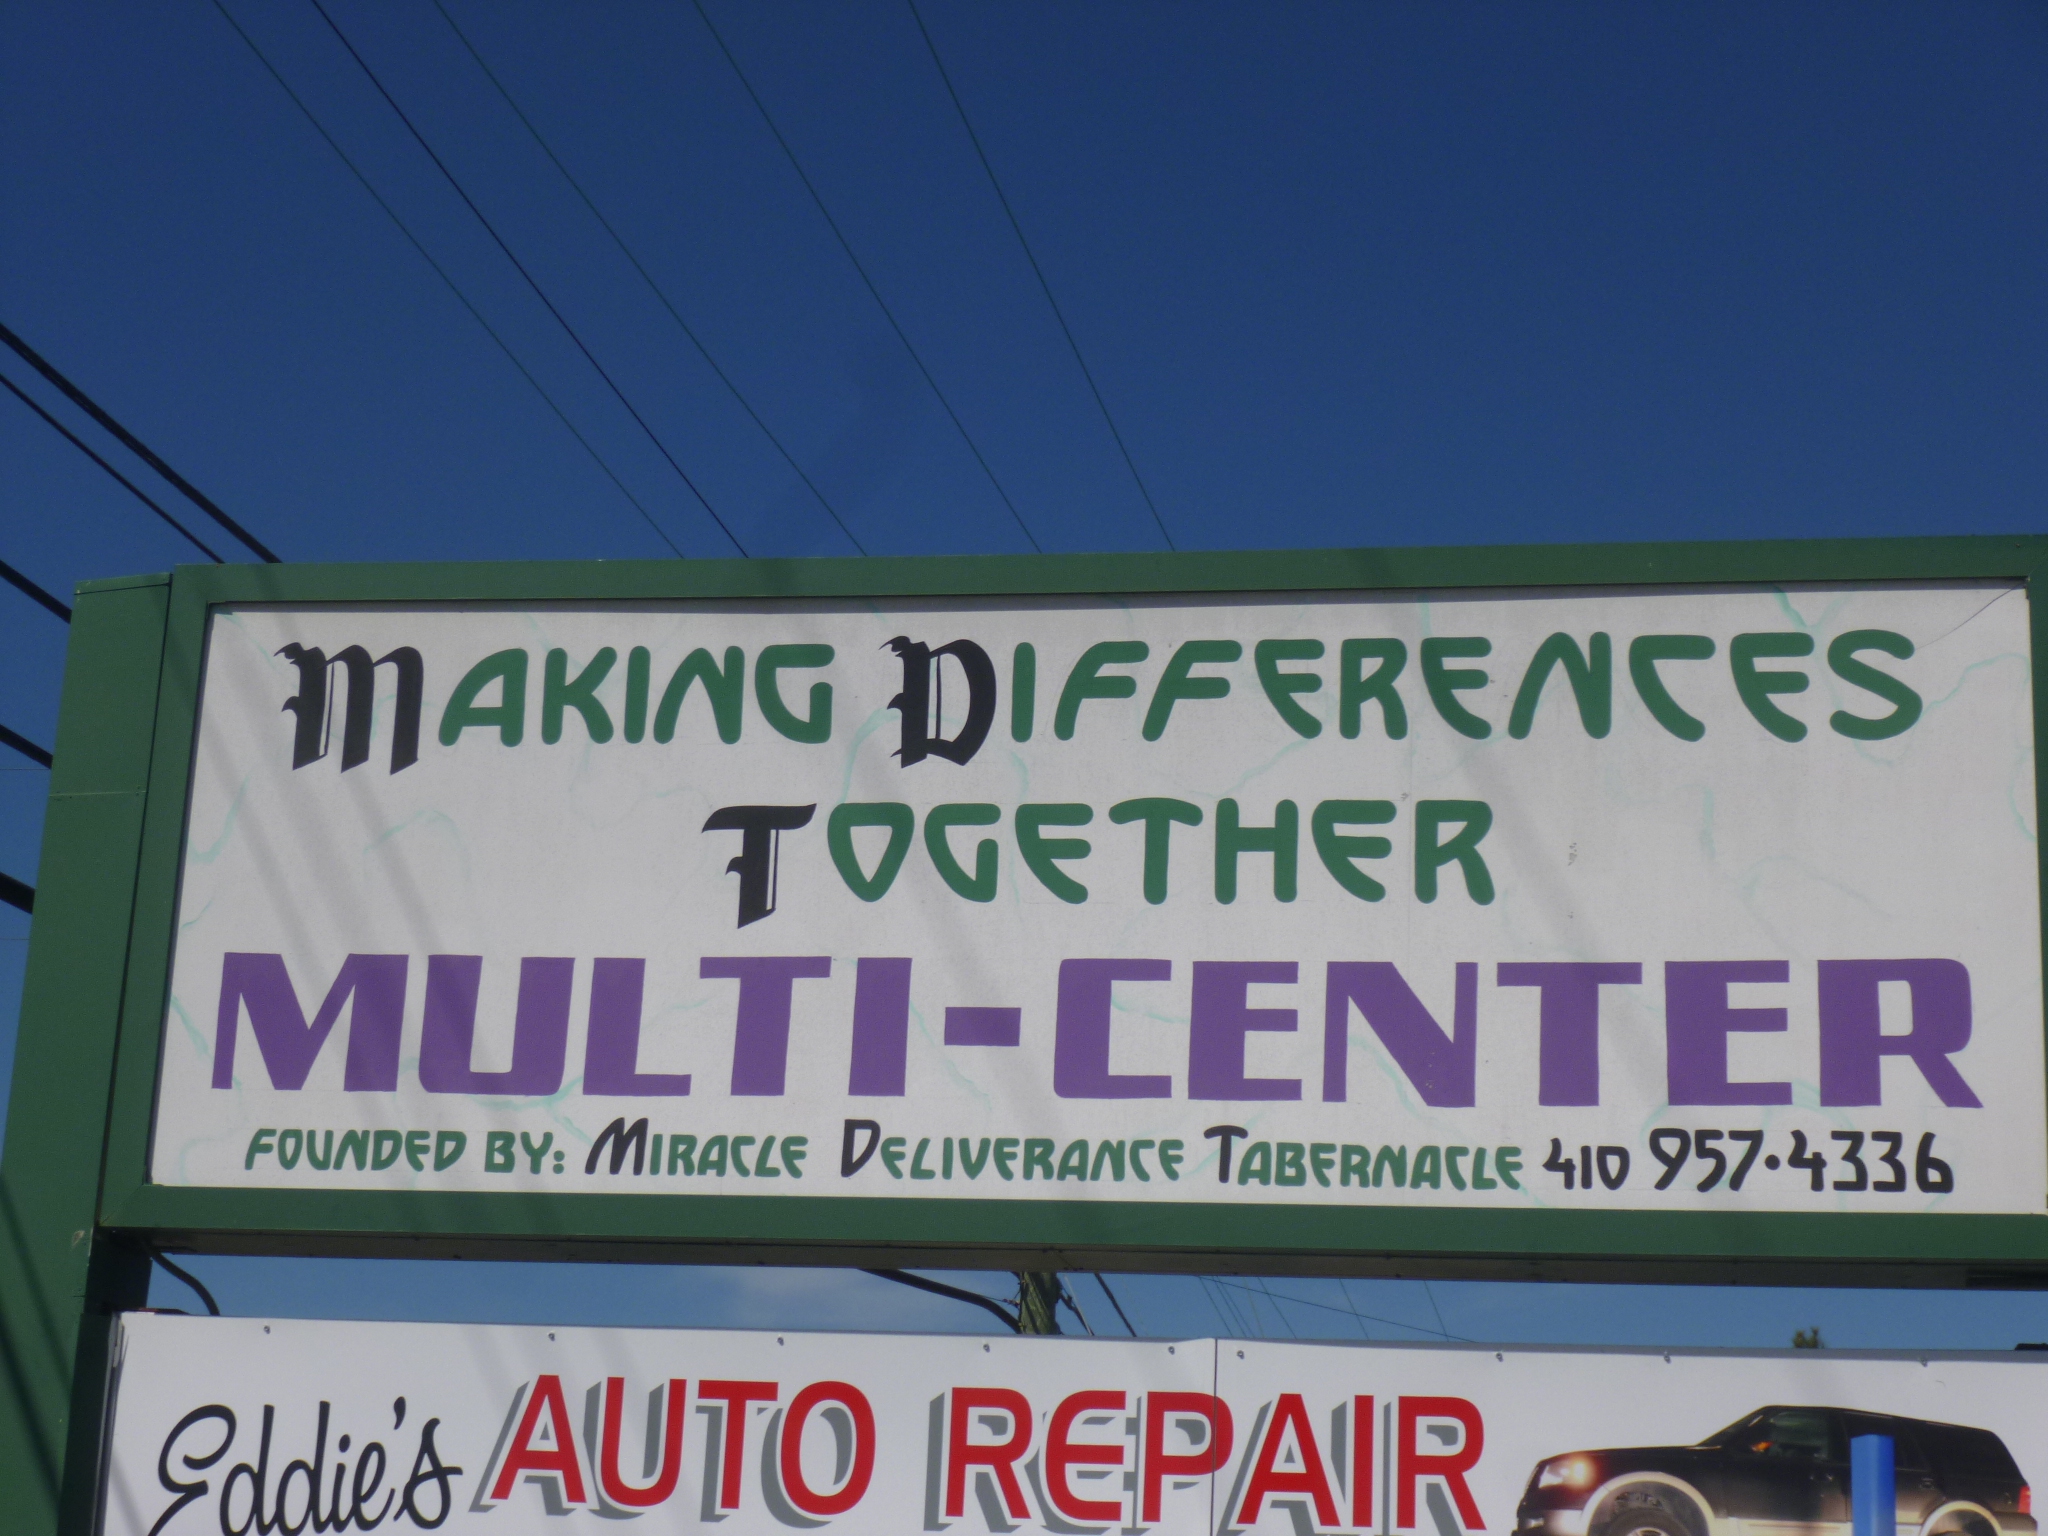 MAKING DIFFERENCES
TOGETHER
MULTI-CENTER
FOUNDED BY: MIRACLE DELIVERANCE TABERNACLE 410 957·4336
Eddie's AUTO REPAIR